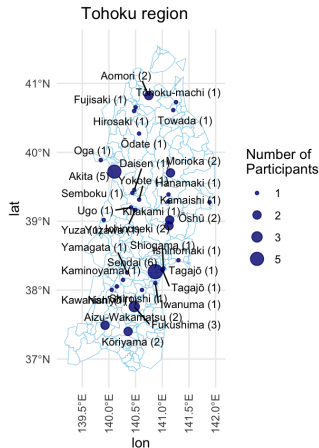 Tohoku region
Aomori (2)
Tohoku-machi (1)
Fujisaki (1)
Hirosaki (1)
Towada (1)
Ōdate (1)
Oga (1)
Daisen (1)
Morioka (2)
Akita (5)
Yokote (1)
Hanamaki (1)
Semboku (1)
Kamaishi (1)
Ugo (1)
Kitakami (1)
Ōshū (2)
Yuza (1)
Yuzawa (1)
Ichinoseki (2)
Yamagata (1)
Shiogama (1)
Ishinomaki (1)
Sendai (6)
Kaminoyama (1)
Tagajō (1)
Tagajō (1)
Shiroishi (1)
Iwanuma (1)
Aizu-Wakamatsu (2)
Fukushima (3)
Kōriyama (2)
41°N
40°N
39°N
38°N
37°N
lat
139.5°E
140.0°E
140.5°E
141.0°E
141.5°E
142.0°E
lon
Number of
Participants
1
2
3
5